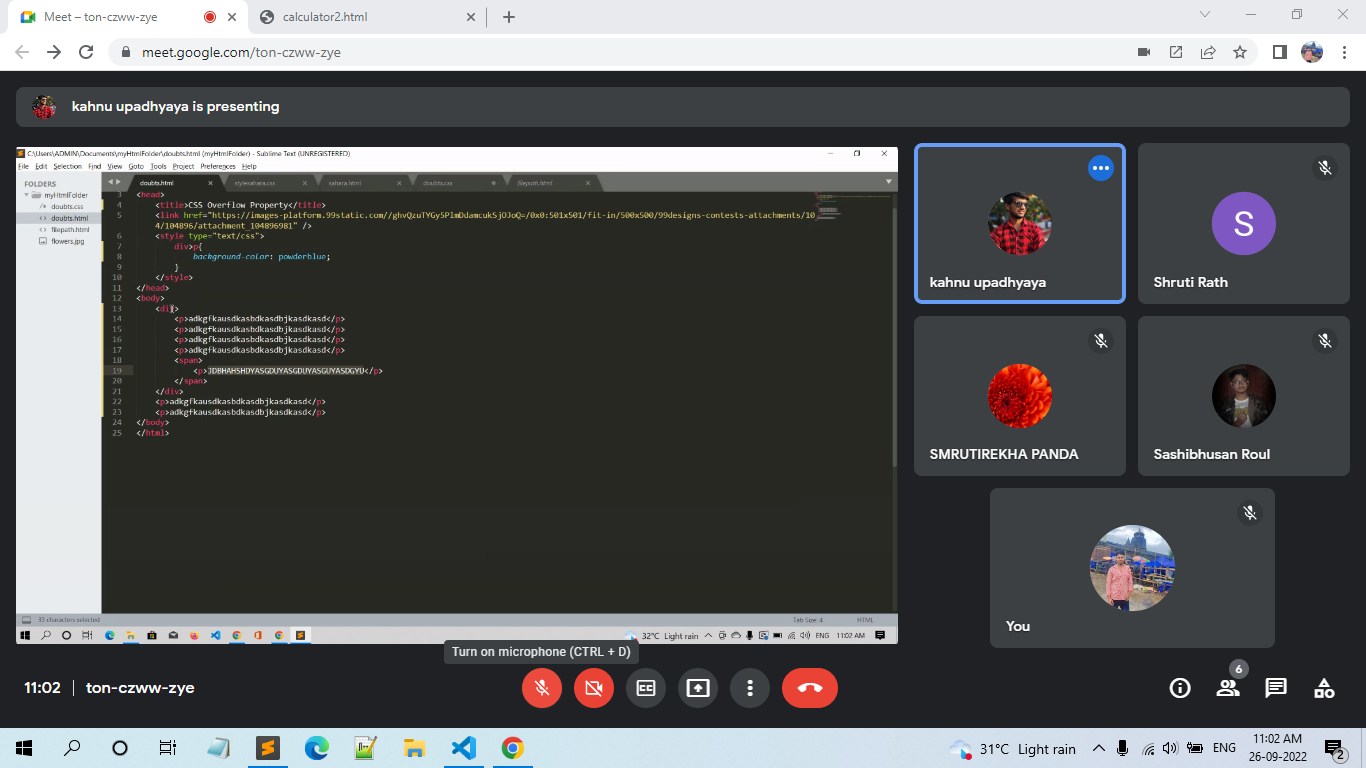 Meet – ton-czww-zye
calculator2.html
meet.google.com/ton-czww-zye
kahnu upadhyaya is presenting
C:\Users\ADMIN\Documents\myHtmlFolder\doubts.html (myHtmlFolder) - Sublime Text (UNREGISTERED)
File Edit Selection Find View Goto Tools Project Preferences Help
FOLDERS
myHtmlFolder
doubts.css
doubts.html
filepath.html
flowers.jpg
doubts.html
stylesahara.css
sahara.html
doubts.css
filepath.html
3 <head>
4 <title>CSS Overflow Property</title>
5 <link href="https://images-platform.99static.com//ghvQzuTYGy5PlmDdamcukSjOJoQ=/0x0:501x501/fit-in/500x500/99designs-contests-attachments/10
4/104896/attachment_104896981" />
6 <style type="text/css">
7 div>p{
8 background-color: powderblue;
9 }
10 </style>
11 </head>
12 <body>
13 <div>
14 <p>adkgfkausdkasbdkasdbjkasdkasd</p>
15 <p>adkgfkausdkasbdkasdbjkasdkasd</p>
16 <p>adkgfkausdkasbdkasdbjkasdkasd</p>
17 <p>adkgfkausdkasbdkasdbjkasdkasd</p>
18 <span>
19 <p>JDBHAHSHDYASGDUYASGDUYASGUYASDGYU</p>
20 </span>
21 </div>
22 <p>adkgfkausdkasbdkasdbjkasdkasd</p>
23 <p>adkgfkausdkasbdkasdbjkasdkasd</p>
24 </body>
25 </html>
33 characters selected
Tab Size: 4
HTML
32°C Light rain
ENG
11:02 AM
kahnu upadhyaya
S
Shruti Rath
SMRUTIREKHA PANDA
Sashibhusan Roul
You
Turn on microphone (CTRL + D)
11:02
ton-czww-zye
6
31°C Light rain
ENG
11:02 AM
26-09-2022
2